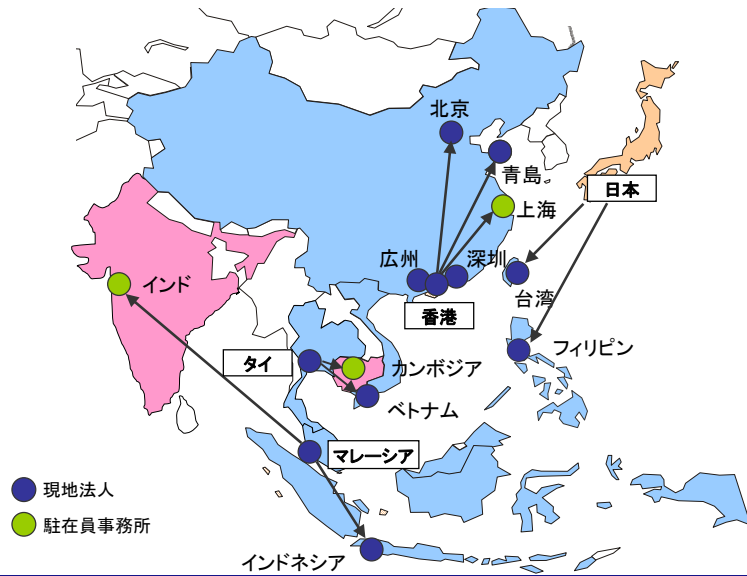 北京
青島
日本
上海
広州
深圳
インド
台湾
香港
フィリピン
タイ
カンボジア
ベトナム
マレーシア
現地法人
駐在員事務所
インドネシア